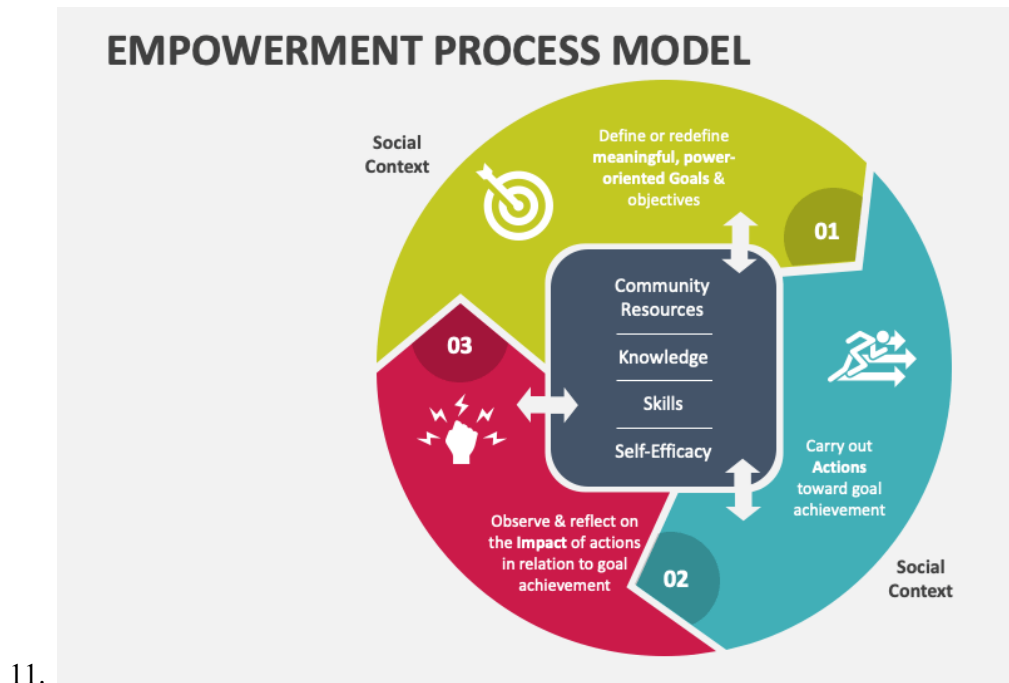 EMPOWERMENT PROCESS MODEL
Social
Context
Define or redefine
meaningful, power-
oriented Goals &
objectives
01
Community
Resources
Knowledge
Skills
Self-Efficacy
03
Carry out
Actions
toward goal
achievement
Observe & reflect on
the Impact of actions
in relation to goal
achievement
02
Social
Context
11.